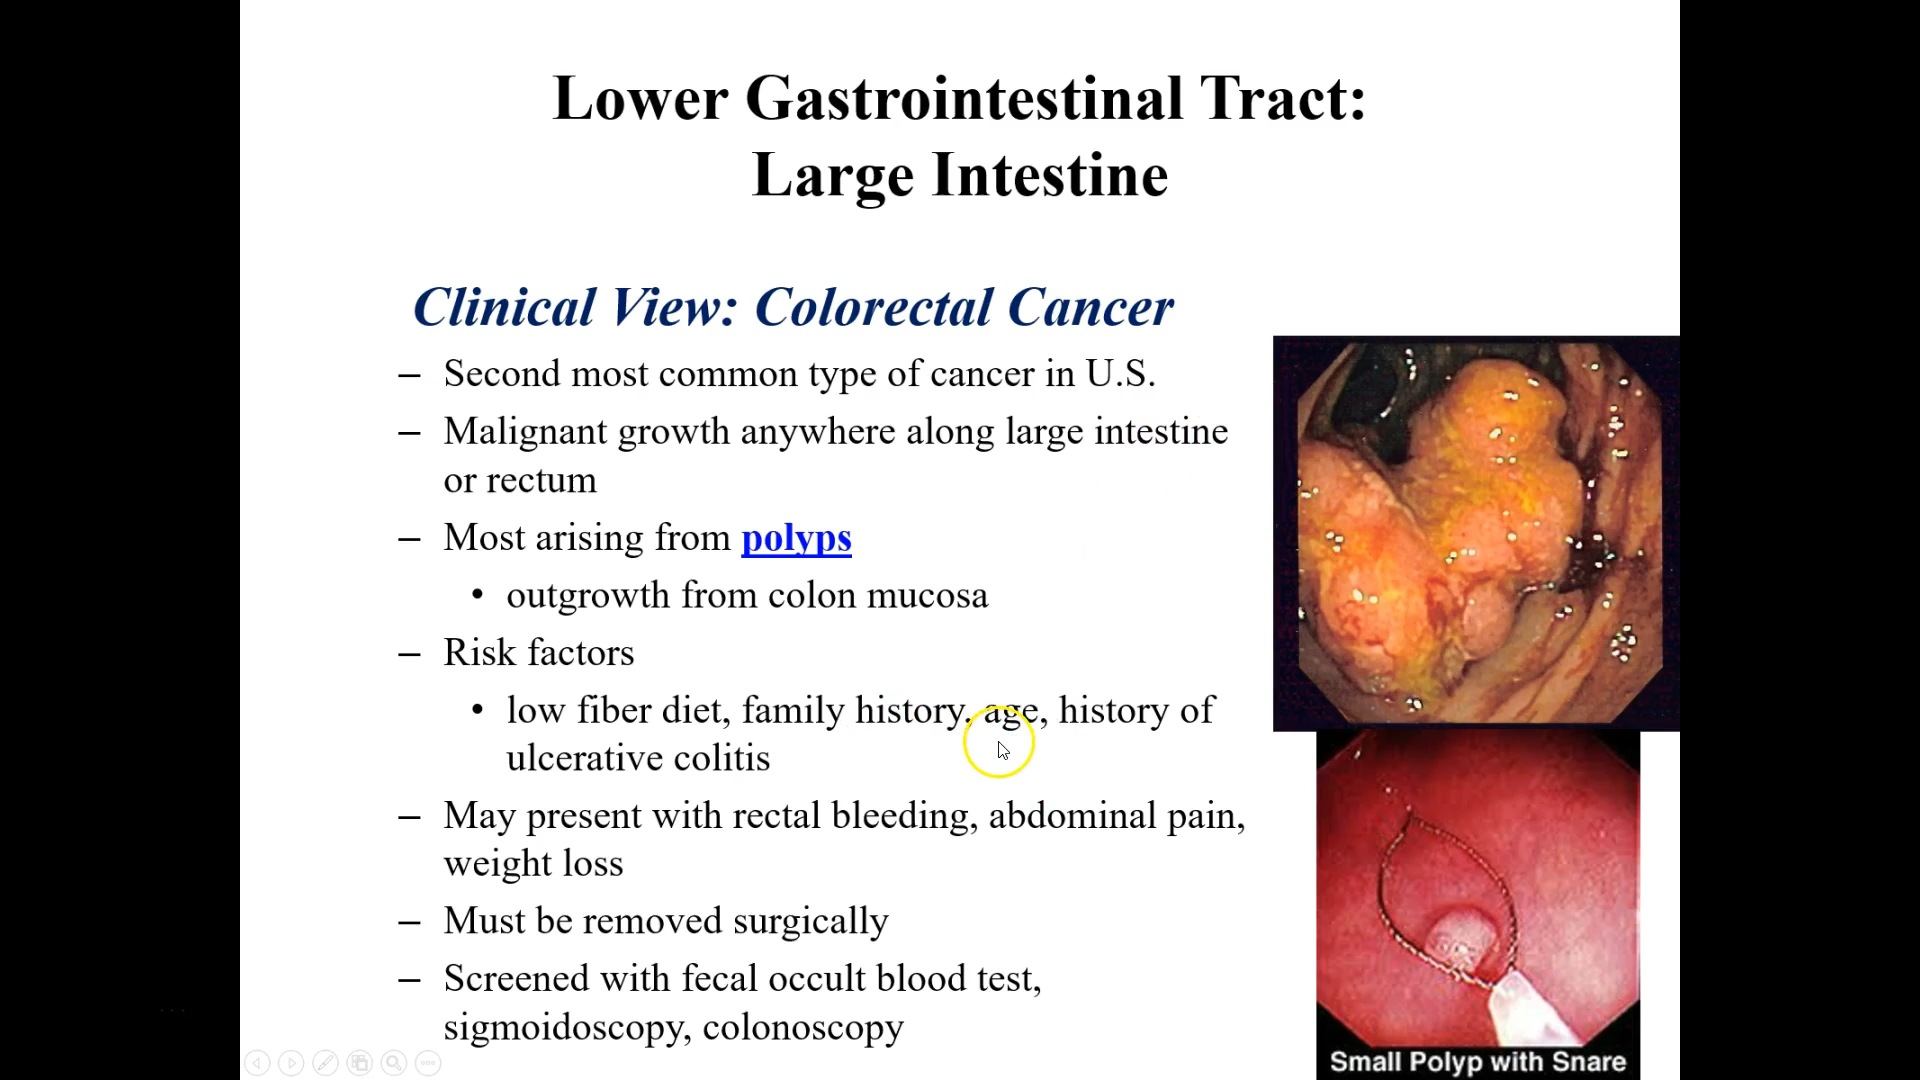 Lower Gastrointestinal Tract:
Large Intestine
Clinical View: Colorectal Cancer
– Second most common type of cancer in U.S.
– Malignant growth anywhere along large intestine
or rectum
– Most arising from polyps
• outgrowth from colon mucosa
– Risk factors
• low fiber diet, family history, age, history of
ulcerative colitis
– May present with rectal bleeding, abdominal pain,
weight loss
– Must be removed surgically
– Screened with fecal occult blood test,
sigmoidoscopy, colonoscopy
Small Polyp with Snare